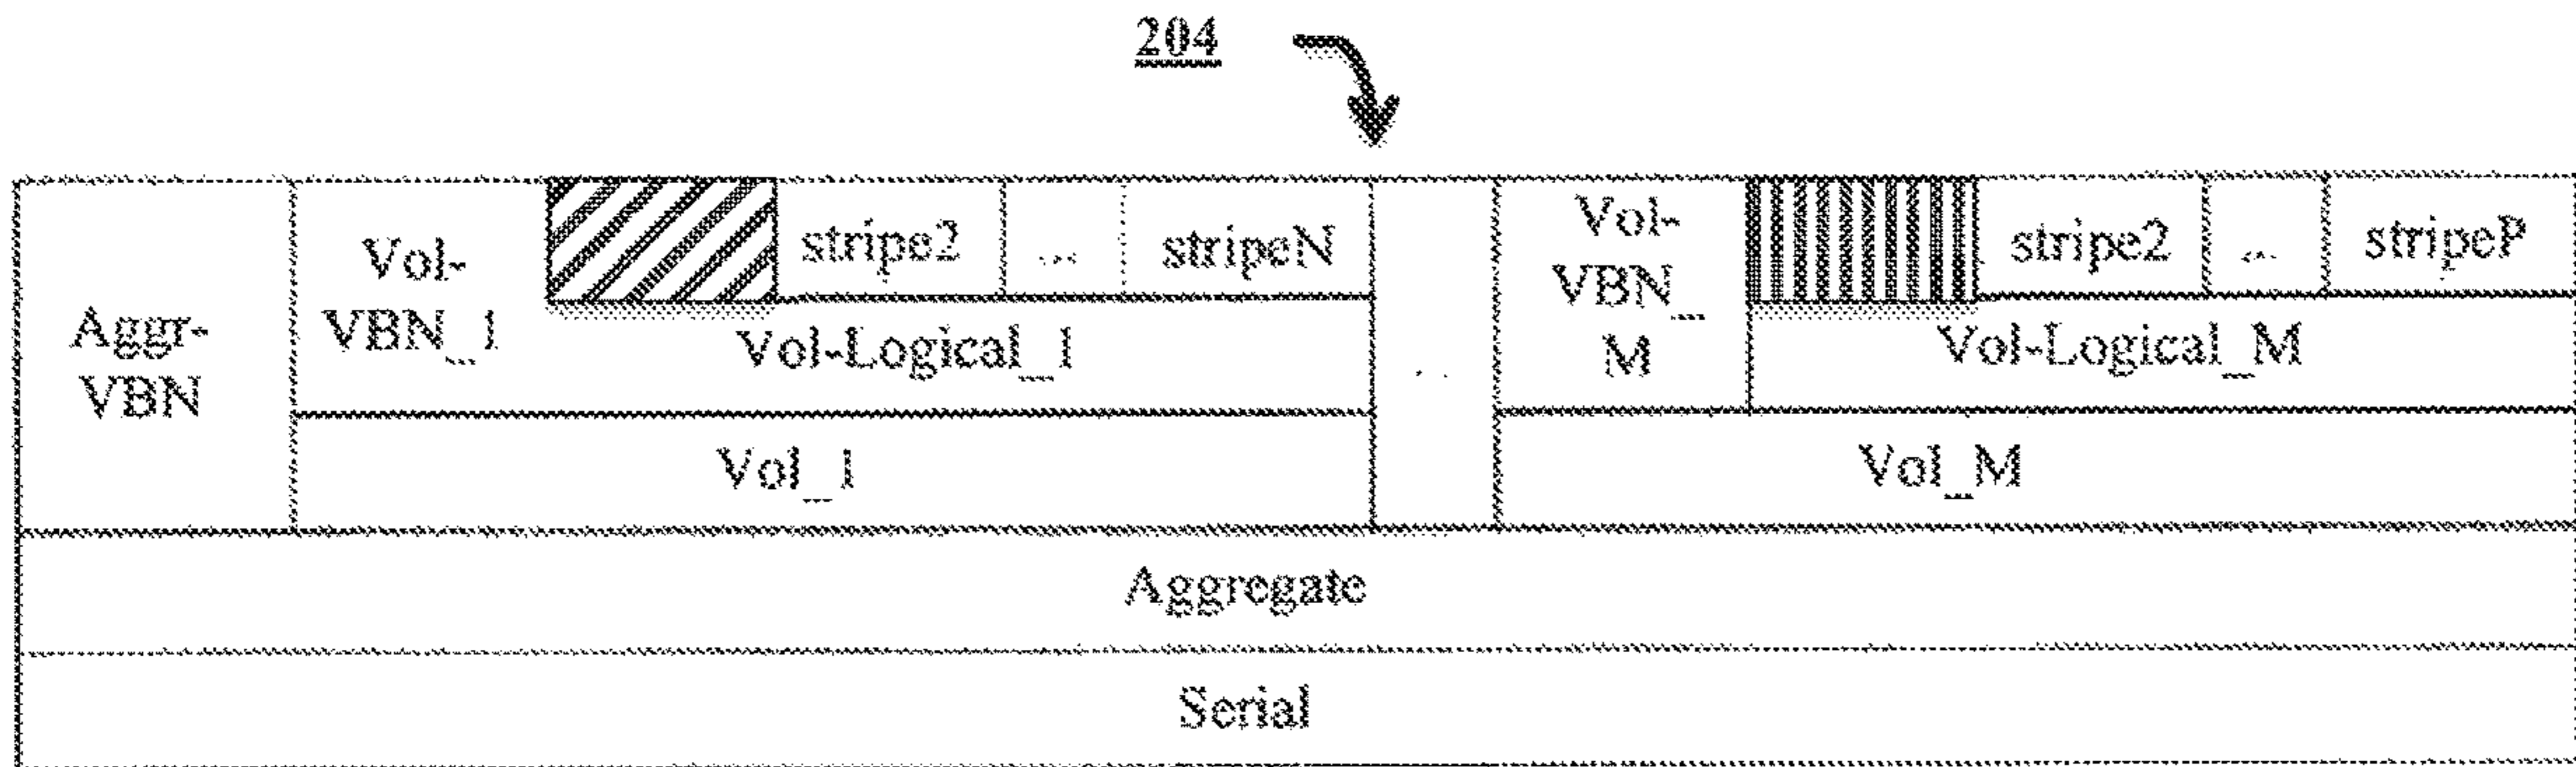 204
Aggr-
VBN
Vol-
VBN_1
stripe2
...
stripeN
Vol-Logical_1
Vol_1
..
Vol-
VBN_
M
stripe2
...
stripeP
Vol-Logical_M
Vol_M
Aggregate
Serial